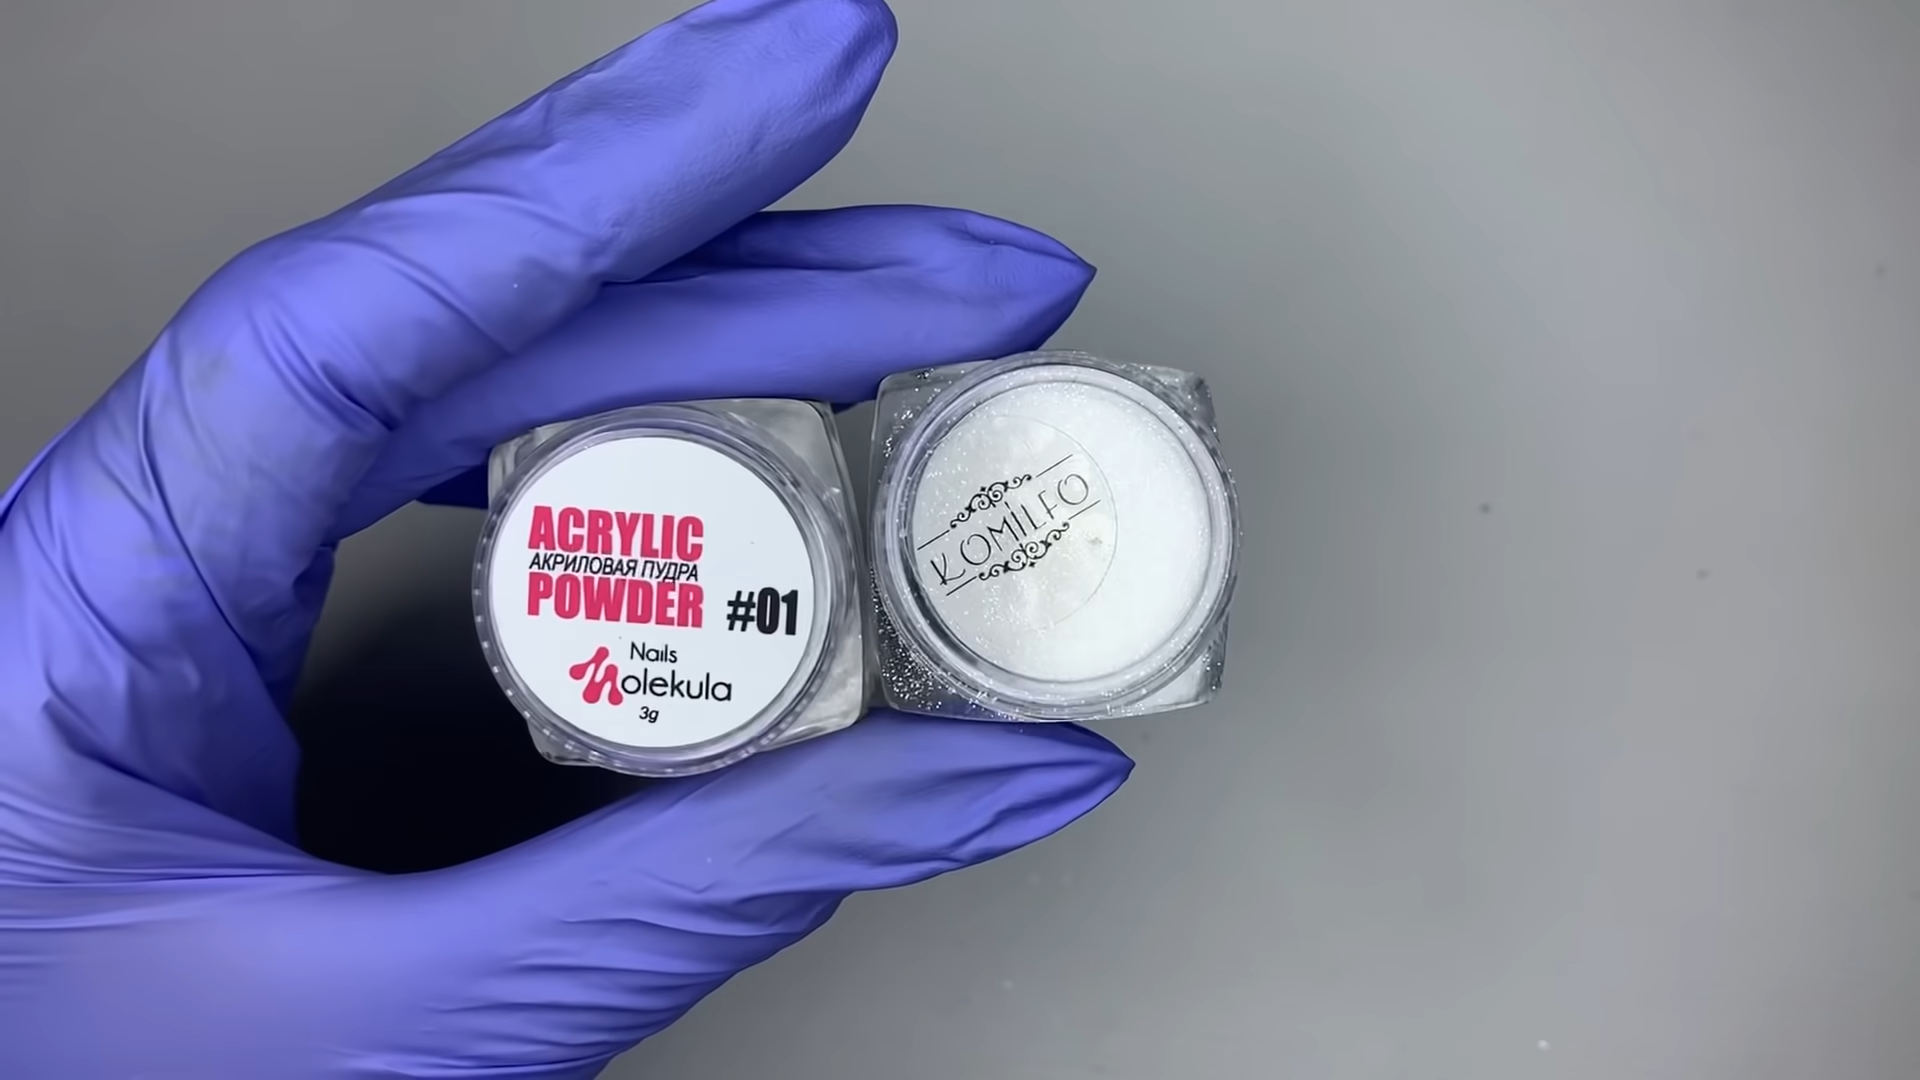 ACRYLIC
АКРИЛОВАЯ ПУДРА
POWDER #01
Nails
Molekula
3g
KOMILFO